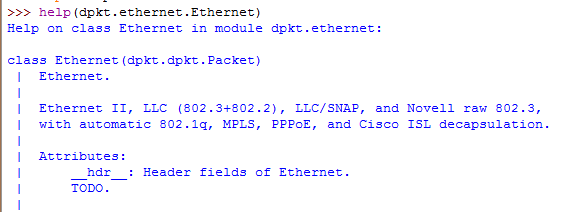 >>> help(dpkt.ethernet.Ethernet)
Help on class Ethernet in module dpkt.ethernet:
class Ethernet(dpkt.dpkt.Packet)
| Ethernet.
|
| Ethernet II, LLC (802.3+802.2), LLC/SNAP, and Novell raw 802.3,
| with automatic 802.1q, MPLS, PPPoE, and Cisco ISL decapsulation.
|
| Attributes:
| __hdr__: Header fields of Ethernet.
| TODO.
|